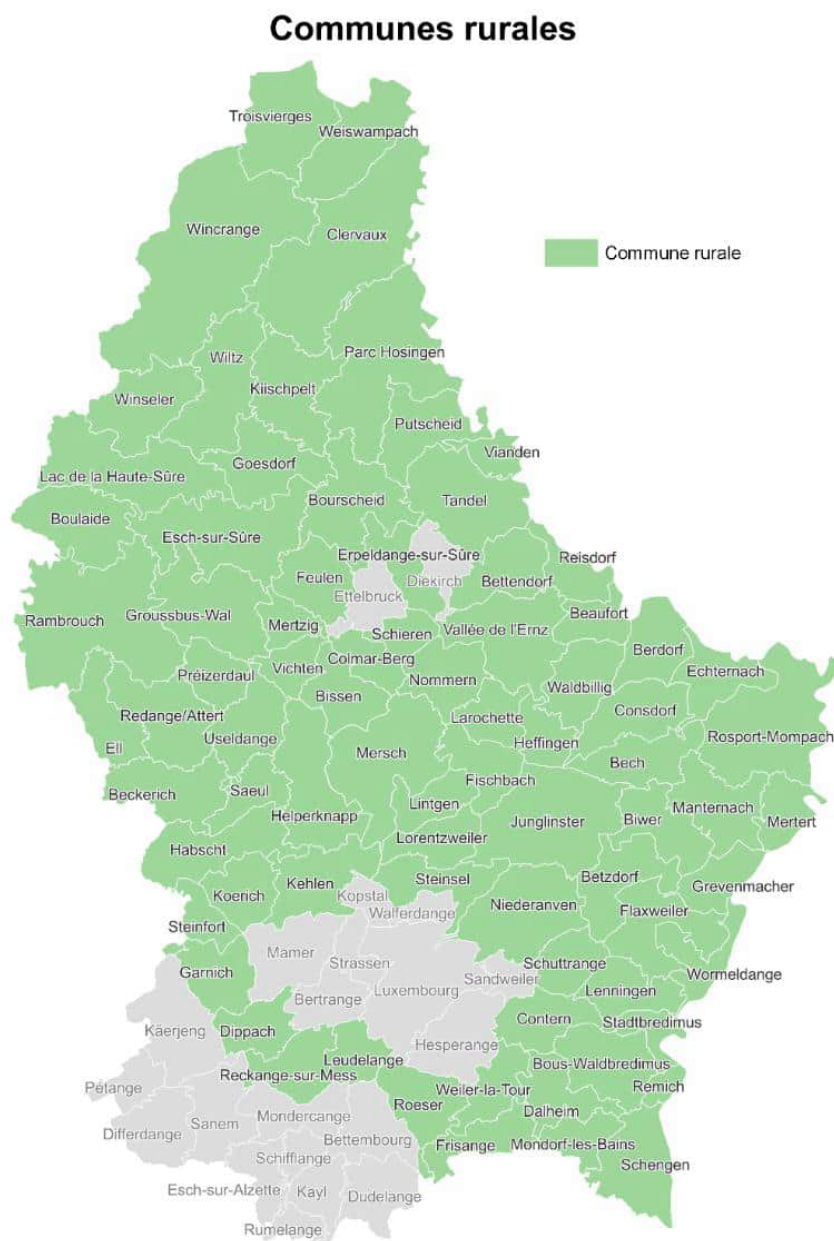 Communes rurales
Troisvierges
Weiswampach
Wincrange
Clervaux
Commune rurale
Parc Hosingen
Wiltz
Kiischpelt
Winseler
Putscheid
Vianden
Goesdorf
Lac de la Haute-Sûre
Bourscheid
Tandel
Boulaide
Esch-sur-Sûre
Erpeldange-sur-Sûre
Reisdorf
Feulen
Diekirch
Bettendorf
Ettelbruck
Beaufort
Rambrouch
Groussbus-Wal
Mertzig
Schieren
Vallée de l'Ernz
Berdorf
Colmar-Berg
Vichten
Préizerdaul
Echternach
Nommern
Waldbillig
Bissen
Consdorf
Redange/Attert
Larochette
Useldange
Rosport-Mompach
Heffingen
Ell
Mersch
Bech
Fischbach
Saeul
Beckerich
Lintgen
Manternach
Helperknapp
Junglinster
Biwer
Mertert
Lorentzweiler
Habscht
Steinsel
Betzdorf
Kehlen
Grevenmacher
Koerich
Kopstal
Niederanven
Flaxweiler
Walferdange
Steinfort
Mamer
Strassen
Schuttrange
Garnich
Sandweiler
Wormeldange
Luxembourg
Lenningen
Bertrange
Contern
Stadtbredimus
Käerjeng
Dippach
Hesperange
Leudelange
Bous-Waldbredimus
Reckange-sur-Mess
Remich
Pétange
Weiler-la-Tour
Roeser
Mondercange
Dalheim
Sanem
Differdange
Bettembourg
Frisange
Mondorf-les-Bains
Schifflange
Schengen
Esch-sur-Alzette
Kayl
Dudelange
Rumelange